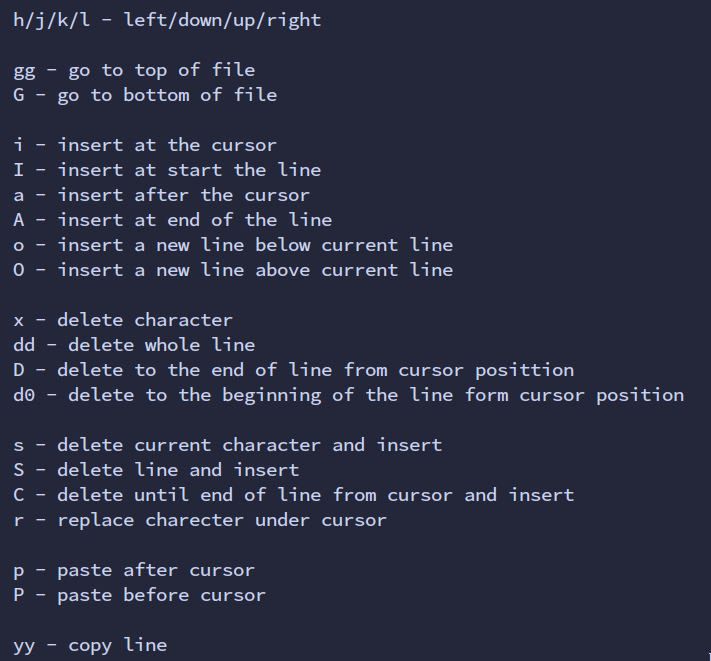 h/j/k/l - left/down/up/right
gg - go to top of file
G - go to bottom of file
i - insert at the cursor
I - insert at start the line
a - insert after the cursor
A - insert at end of the line
o - insert a new line below current line
O - insert a new line above current line
x - delete character
dd - delete whole line
D - delete to the end of line from cursor posittion
d0 - delete to the beginning of the line form cursor position
s - delete current character and insert
S - delete line and insert
C - delete until end of line from cursor and insert
r - replace charecter under cursor
p - paste after cursor
P - paste before cursor
yy - copy line